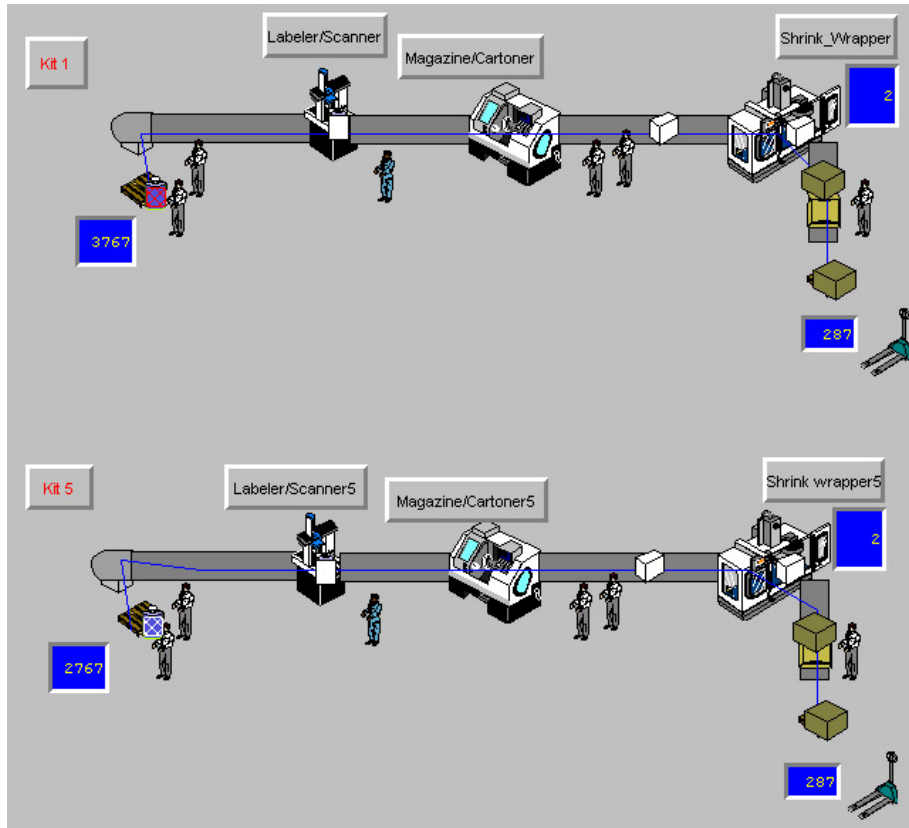 Labeler/Scanner
Shrink_Wrapper
Kit 1
Magazine/Cartoner
2
3767
287
Kit 5
Labeler/Scanner5
Magazine/Cartoner5
Shrink wrapper5
2
2767
287